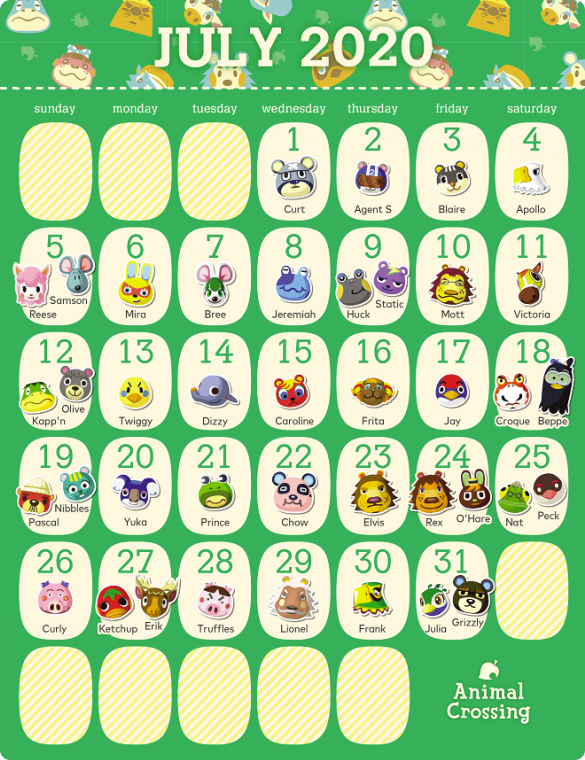 JULY 2020
sunday monday tuesday wednesday thursday friday saturday
1 2 3 4
Curt Agent S Blaire Apollo
5 6 7 8 9 10 11
Samson Static
Reese Mira Bree Jeremiah Huck Mott Victoria
12 13 14 15 16 17 18
Olive
Kapp'n Twiggy Dizzy Caroline Frita Jay Croque Beppe
19 20 21 22 23 24 25
Nibbles Peck
Pascal Yuka Prince Chow Elvis Rex O'Hare Nat
26 27 28 29 30 31
Grizzly
Curly Ketchup Erik Truffles Lionel Frank Julia
Animal
Crossing